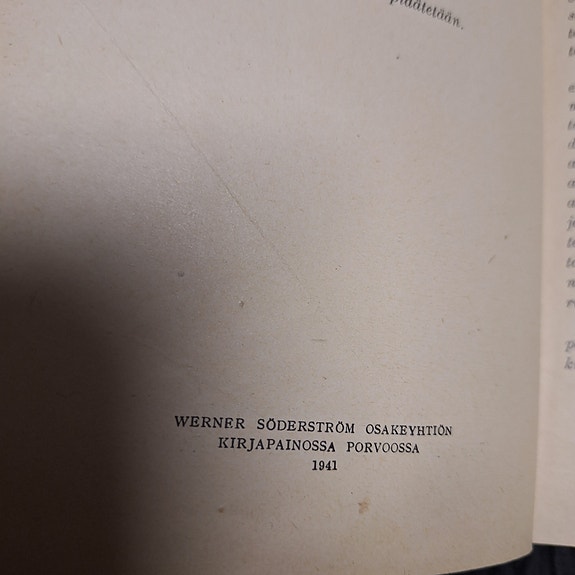 päätetään.
WERNER SÖDERSTRÖM OSAKEYHTIÖN
KIRJAPAINOSSA PORVOOSSA
1941